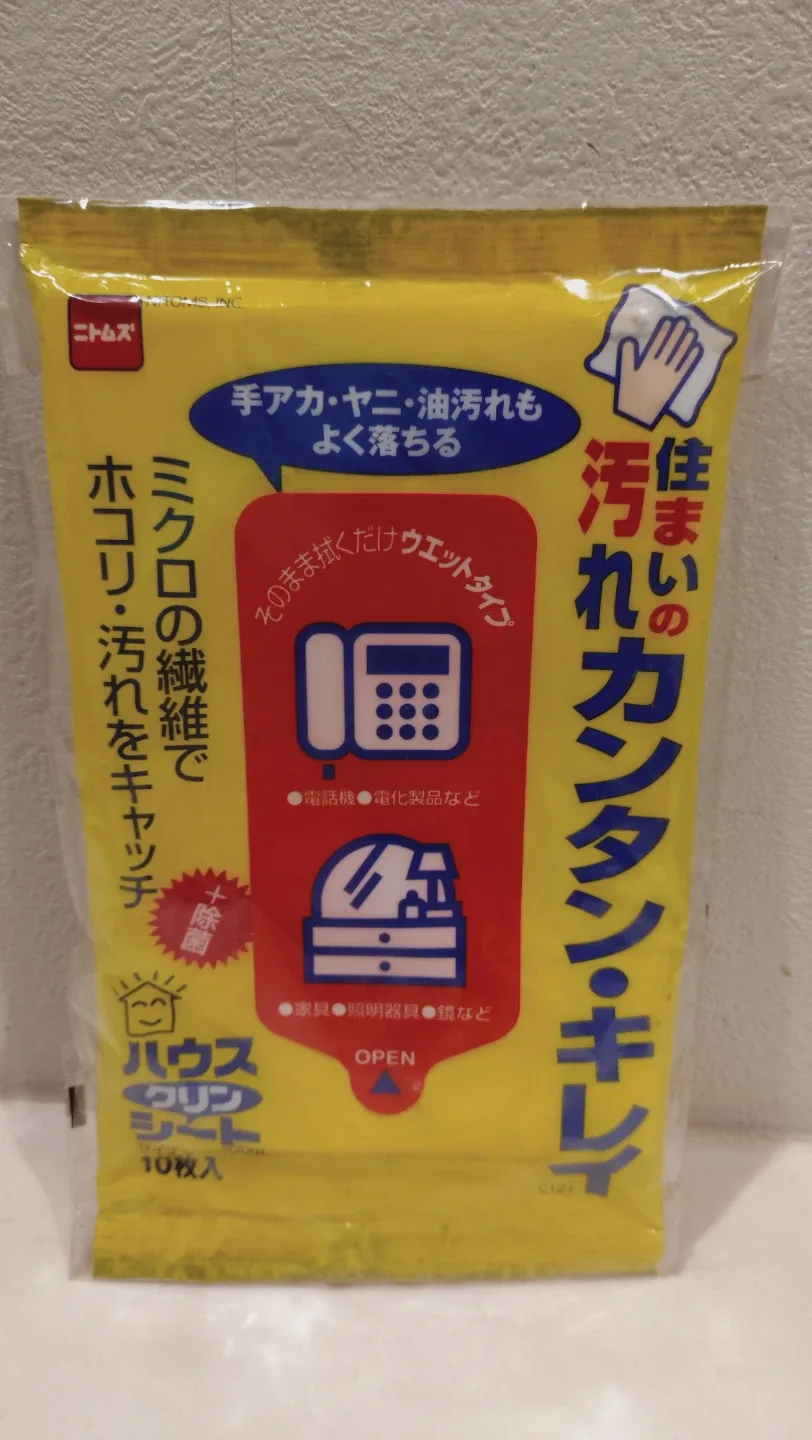 ニトムズ
NITOMS, INC
手アカ・ヤニ・油汚れも
よく落ちる
住まいの
汚れカンタン・キレイ
ミクロの繊維で
ホコリ・汚れをキャッチ
そのまま拭くだけウエットタイプ
●電話機●電化製品など
●家具●照明器具●鏡など
OPEN
+
除菌
ハウス
クリン
シート
10枚入
C121